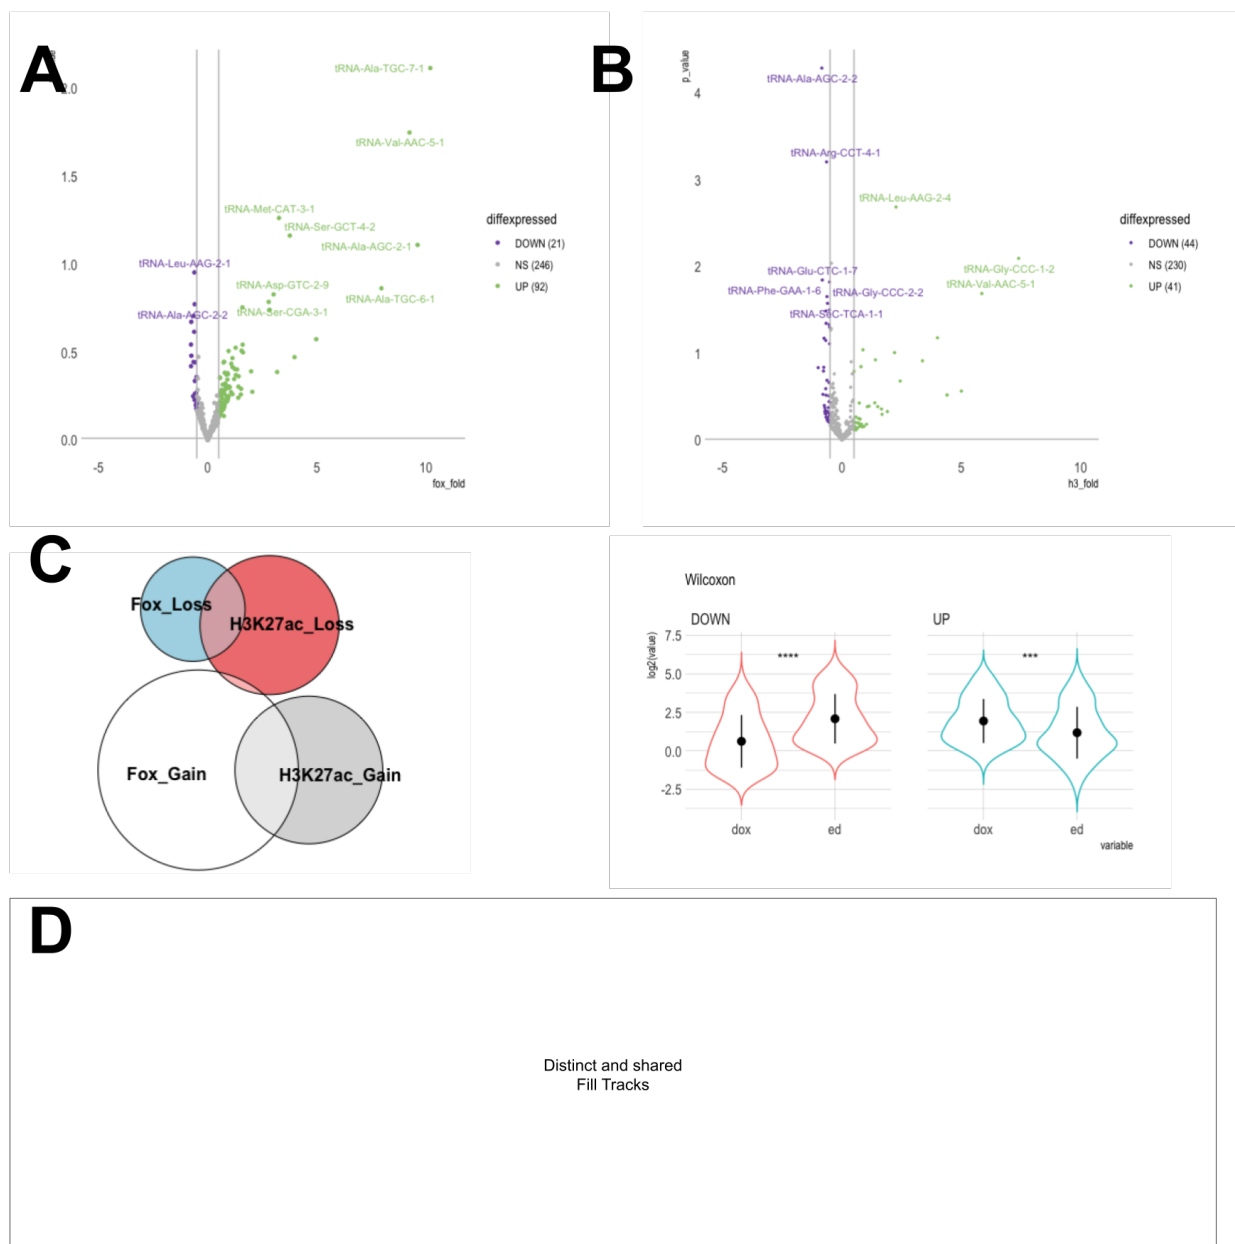 A
2.0
1.5
1.0
0.5
0.0
-5
0
5
10
fox_fold
tRNA-Ala-TGC-7-1
tRNA-Val-AAC-5-1
tRNA-Met-CAT-3-1
tRNA-Ser-GCT-4-2
tRNA-Ala-AGC-2-1
tRNA-Leu-AAG-2-1
tRNA-Asp-GTC-2-9
tRNA-Ala-TGC-6-1
tRNA-Ser-CGA-3-1
tRNA-Ala-AGC-2-2
diffexpressed
DOWN (21)
NS (246)
UP (92)
B
p_value
4
3
2
1
0
-5
0
5
10
h3_fold
tRNA-Ala-AGC-2-2
tRNA-Arg-CCT-4-1
tRNA-Leu-AAG-2-4
tRNA-Gly-CCC-1-2
tRNA-Glu-CTC-1-7
tRNA-Val-AAC-5-1
tRNA-Phe-GAA-1-6
tRNA-Gly-CCC-2-2
tRNA-SeC-TCA-1-1
diffexpressed
DOWN (44)
NS (230)
UP (41)
C
Fox_Loss
H3K27ac_Loss
Fox_Gain
H3K27ac_Gain
Wilcoxon
DOWN
UP
log2(value)
7.5
5.0
2.5
0.0
-2.5
****
***
dox
ed
dox
ed
variable
D
Distinct and shared
Fill Tracks